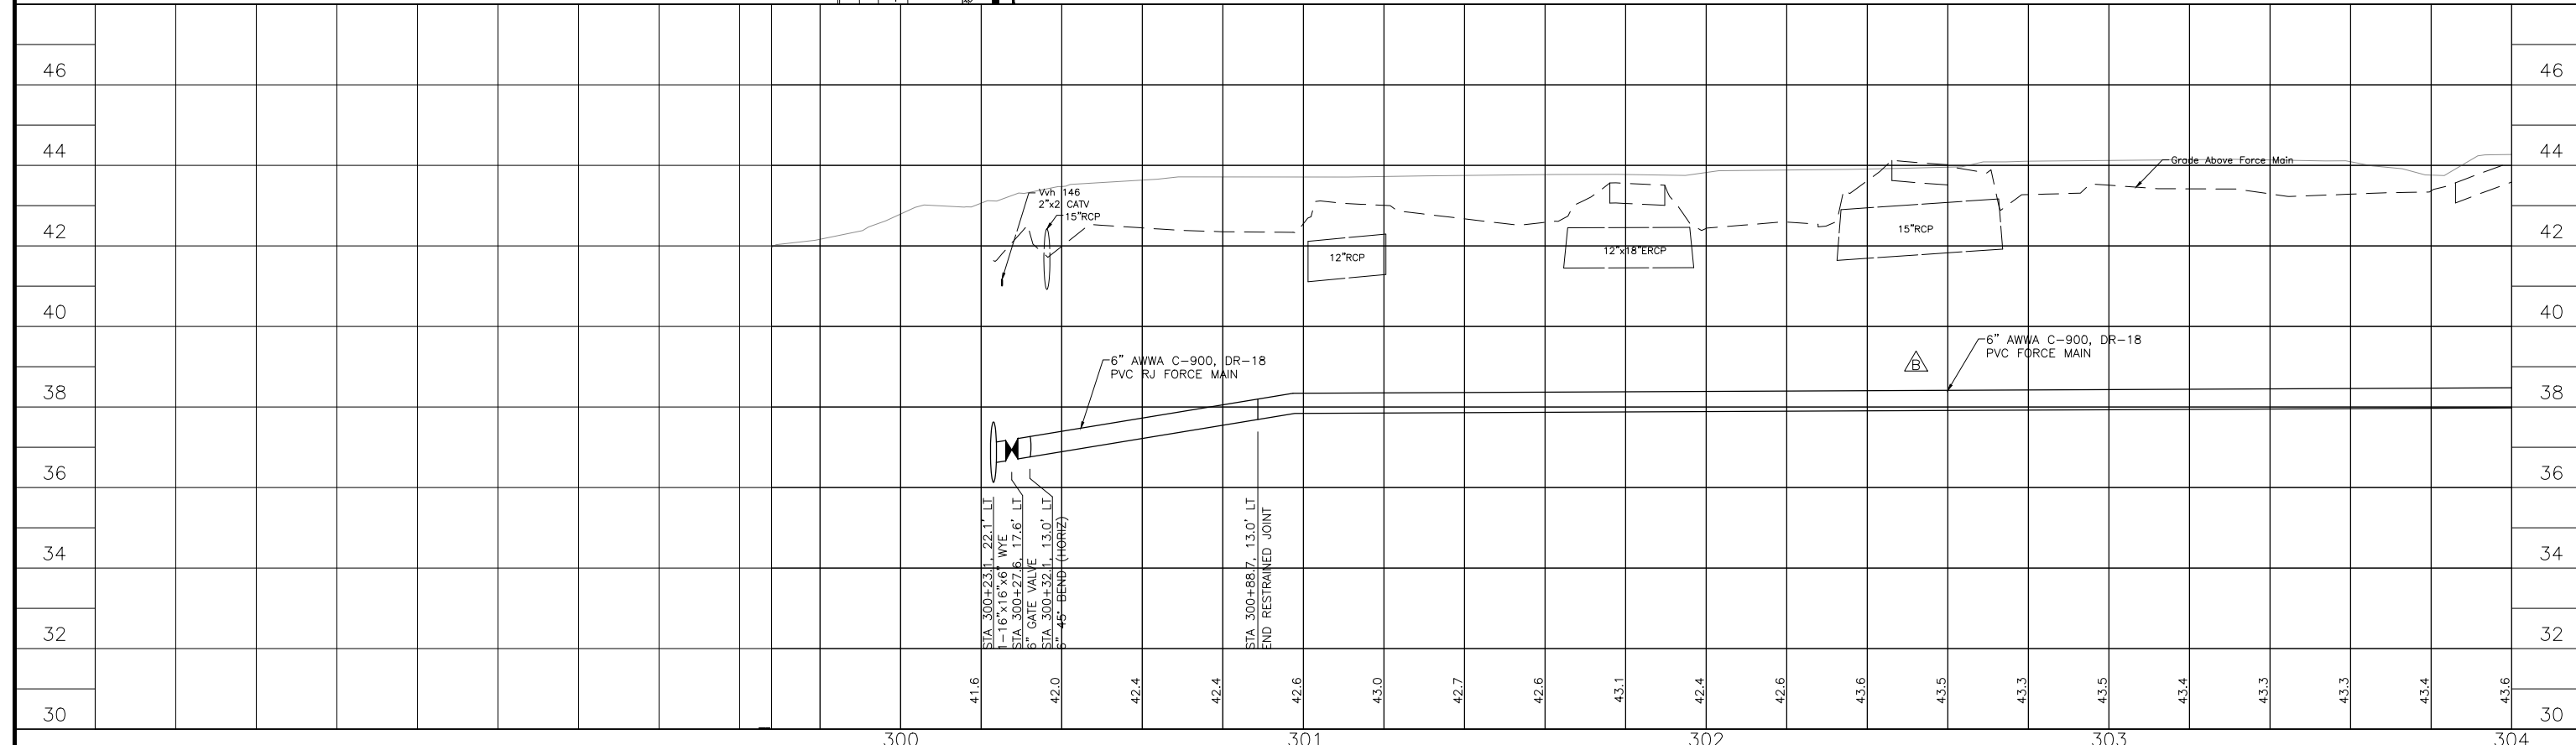 46
46
44
44
Grade Above Force Main
Vvh 146
2"x2 CATV
15"RCP
42
42
15"RCP
12"x18"ERCP
12"RCP
40
40
6" AWWA C-900, DR-18
PVC FORCE MAIN
B
6" AWWA C-900, DR-18
PVC RJ FORCE MAIN
38
38
36
36
STA 300+23.1, 22.1' LT
1-16"x16"x6" WYE
STA 300+27.6, 17.6' LT
6" GATE VALVE
STA 300+32.1, 13.0' LT
6" 45° BEND (HORIZ)
STA 300+88.7, 13.0' LT
END RESTRAINED JOINT
34
34
32
32
41.6
42.0
42.4
42.4
42.6
43.0
42.7
42.6
43.1
42.4
42.6
43.6
43.5
43.3
43.5
43.4
43.3
43.3
43.4
43.6
30
30
300
301
302
303
304